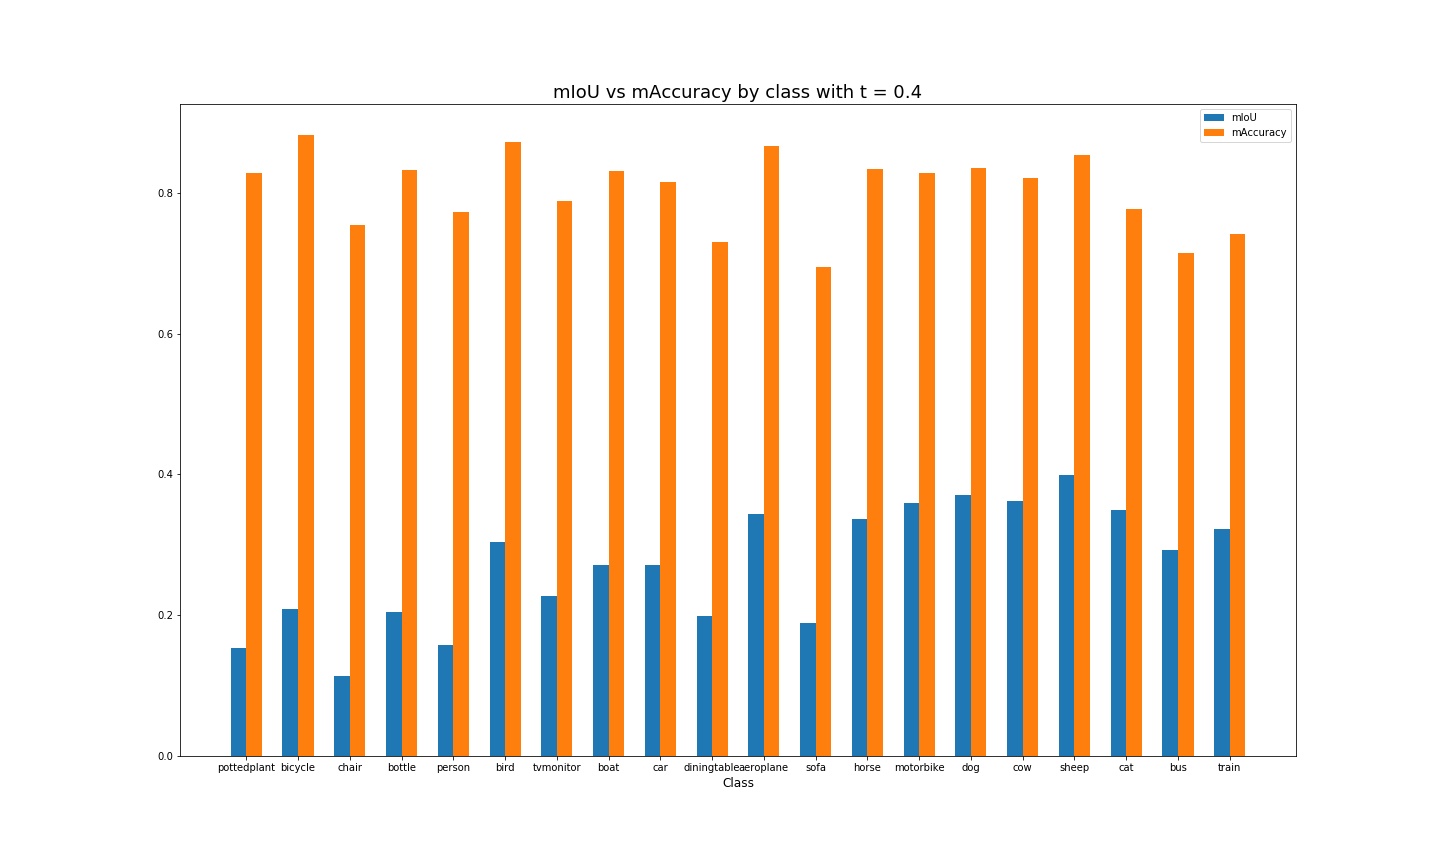 mIoU vs mAccuracy by class with t = 0.4
mIoU
mAccuracy
0.8
0.6
0.4
0.2
0.0
pottedplant bicycle chair bottle person bird tvmonitor boat car diningtable aeroplane sofa horse motorbike dog cow sheep cat bus train
Class